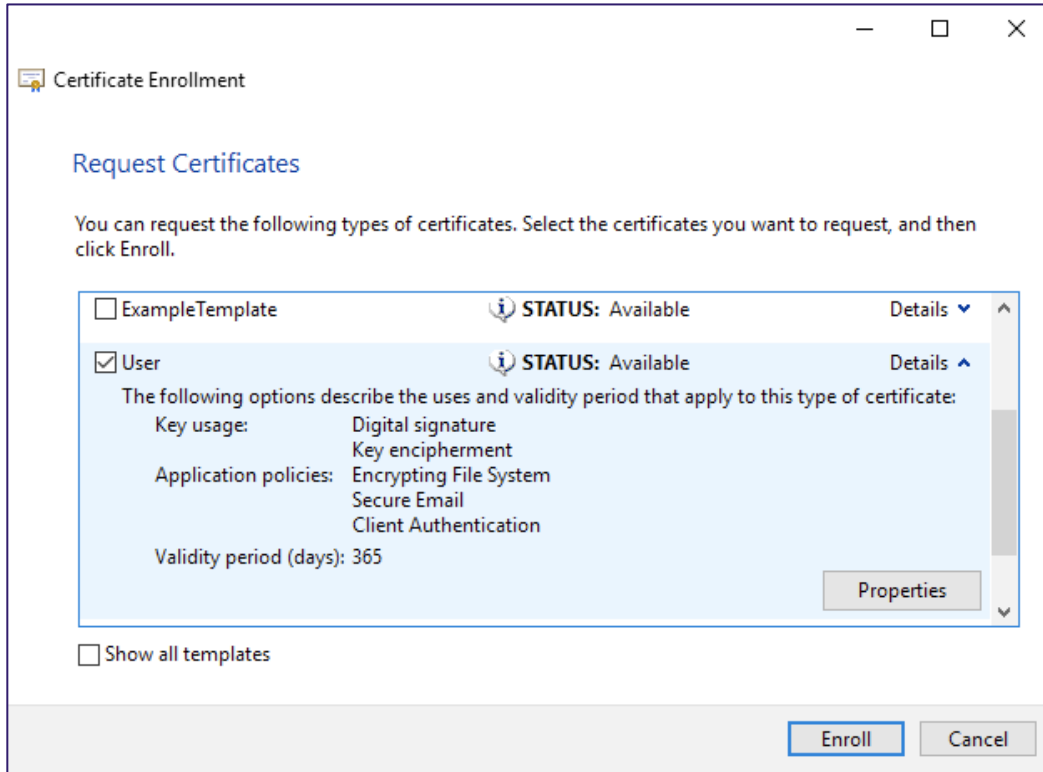 Certificate Enrollment
Request Certificates
You can request the following types of certificates. Select the certificates you want to request, and then
click Enroll.
ExampleTemplate STATUS: Available Details
User STATUS: Available Details
The following options describe the uses and validity period that apply to this type of certificate:
Key usage: Digital signature
Key encipherment
Application policies: Encrypting File System
Secure Email
Client Authentication
Validity period (days): 365
Properties
Show all templates
Enroll Cancel